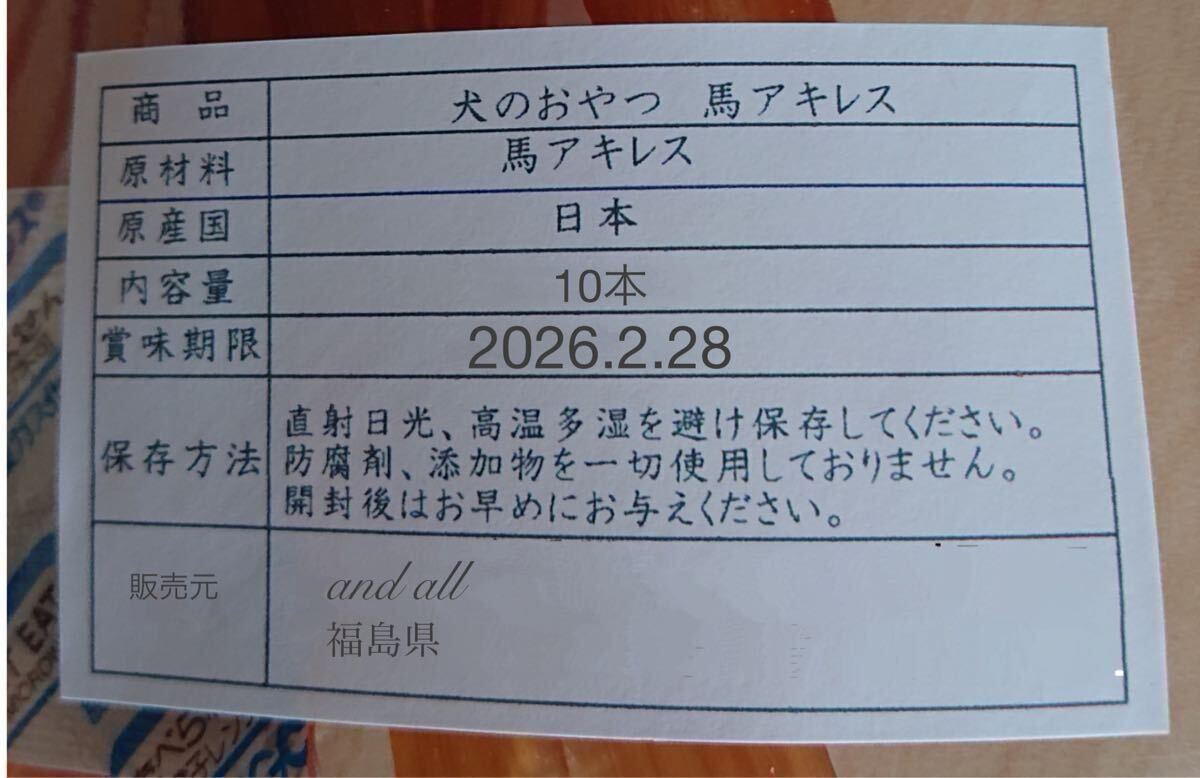 商品 犬のおやつ 馬アキレス
原材料 馬アキレス
原産国 日本
内容量 10本
賞味期限 2026.2.28
保存方法
直射日光、高温多湿を避け保存してください。
防腐剤、添加物を一切使用しておりません。
開封後はお早めにお与えください。
販売元 and all
福島県